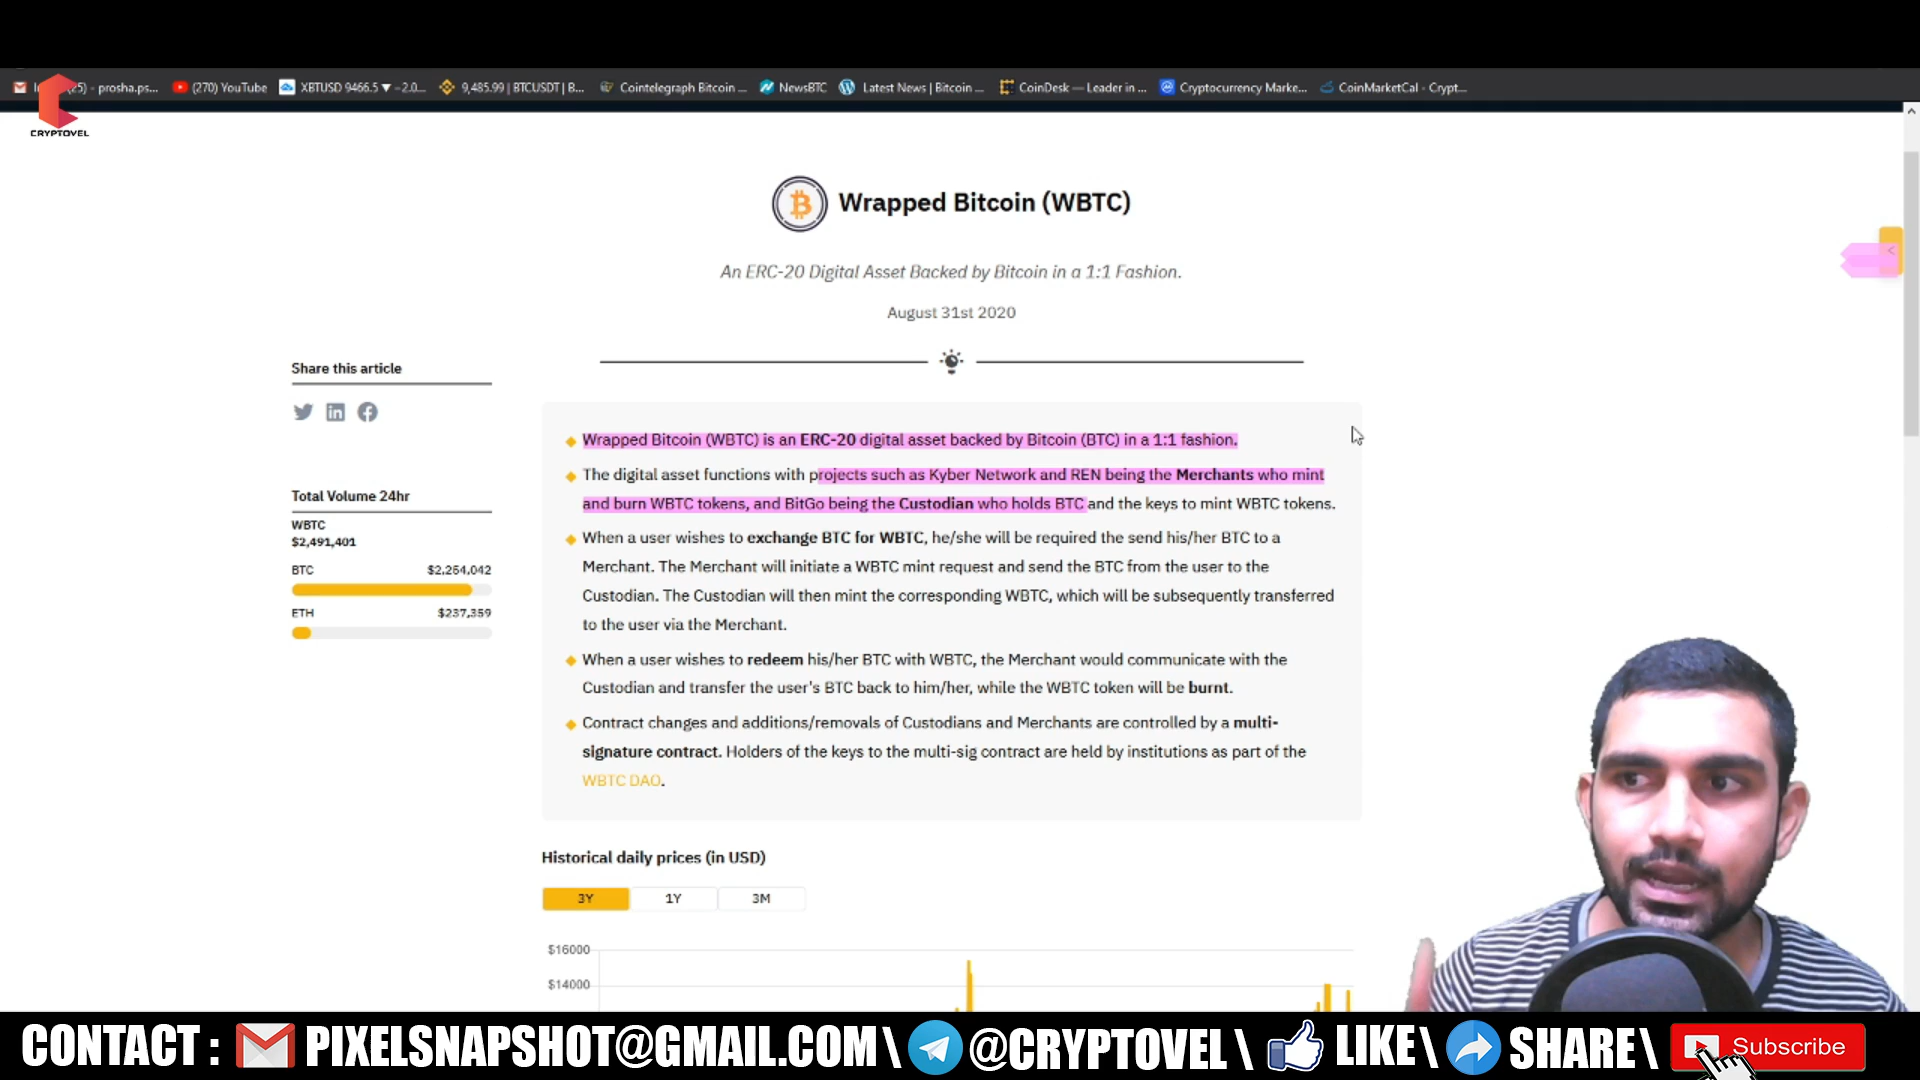 (25) - prosha.ps...
(270) YouTube
XBTUSD 9466.5 ▼ -2.0...
9,485.99 | BTCUSDT | B...
Cointelegraph Bitcoin ...
NewsBTC
Latest News | Bitcoin ...
CoinDesk — Leader in ...
Cryptocurrency Marke...
CoinMarketCal - Crypt...
CRYPTOVEL
Wrapped Bitcoin (WBTC)
An ERC-20 Digital Asset Backed by Bitcoin in a 1:1 Fashion.
August 31st 2020
Share this article
Total Volume 24hr
WBTC
$2,491,401
BTC $2,254,042
ETH $237,359
Wrapped Bitcoin (WBTC) is an ERC-20 digital asset backed by Bitcoin (BTC) in a 1:1 fashion.
The digital asset functions with projects such as Kyber Network and REN being the Merchants who mint
and burn WBTC tokens, and BitGo being the Custodian who holds BTC and the keys to mint WBTC tokens.
When a user wishes to exchange BTC for WBTC, he/she will be required the send his/her BTC to a
Merchant. The Merchant will initiate a WBTC mint request and send the BTC from the user to the
Custodian. The Custodian will then mint the corresponding WBTC, which will be subsequently transferred
to the user via the Merchant.
When a user wishes to redeem his/her BTC with WBTC, the Merchant would communicate with the
Custodian and transfer the user's BTC back to him/her, while the WBTC token will be burnt.
Contract changes and additions/removals of Custodians and Merchants are controlled by a multi-
signature contract. Holders of the keys to the multi-sig contract are held by institutions as part of the
WBTC DAO.
Historical daily prices (in USD)
3Y
1Y
3M
$16000
$14000
CONTACT : PIXELSNAPSHOT@GMAIL.COM \ @CRYPTOVEL \ LIKE \ SHARE \ Subscribe